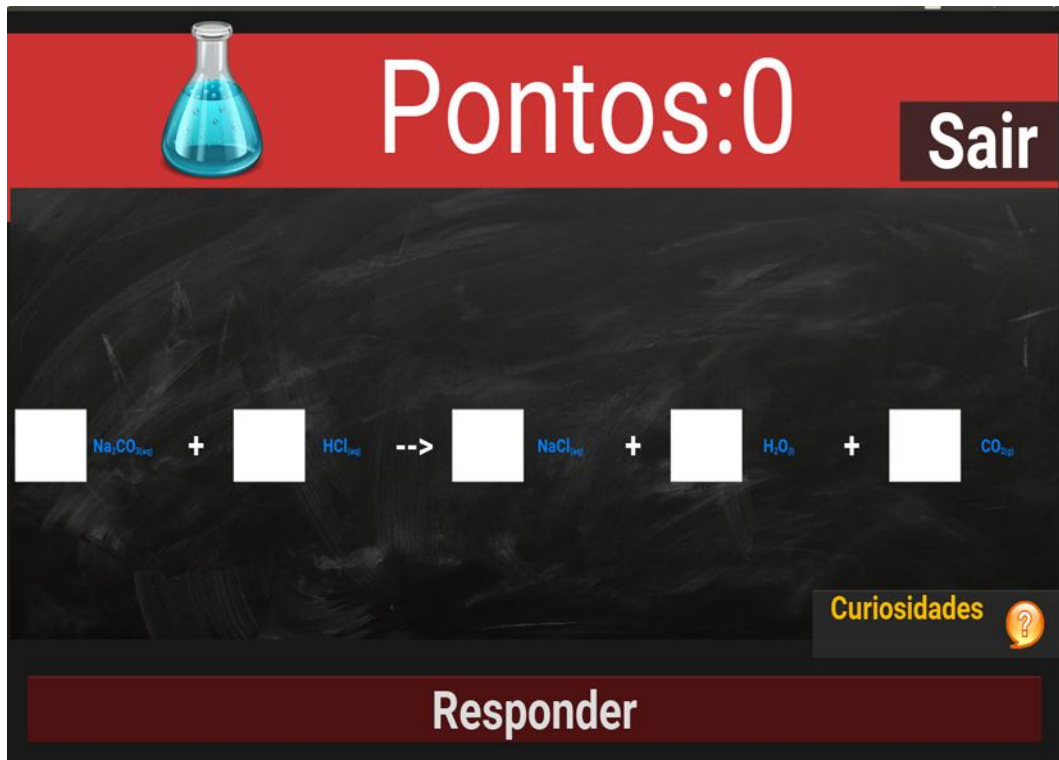 Pontos:0
Sair
Na₂CO₃₍aq₎ + HCl₍aq₎ --> NaCl₍aq₎ + H₂O₍l₎ + CO₂₍g₎
Curiosidades ?
Responder